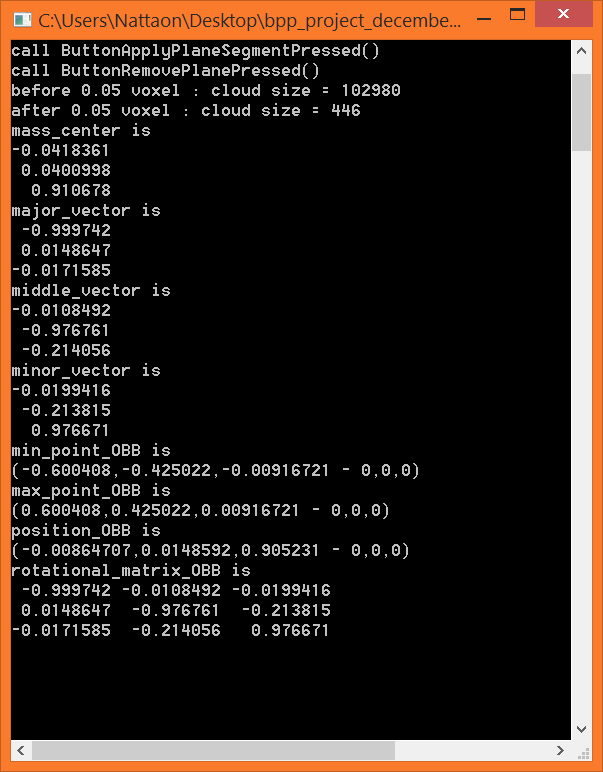 C:\Users\Nattaon\Desktop\bpp_project_decembe...
call ButtonApplyPlaneSegmentPressed()
call ButtonRemovePlanePressed()
before 0.05 voxel : cloud size = 102980
after 0.05 voxel : cloud size = 446
mass_center is
-0.0418361
 0.0400998
  0.910678
major_vector is
 -0.999742
 0.0148647
-0.0171585
middle_vector is
-0.0108492
 -0.976761
 -0.214056
minor_vector is
-0.0199416
 -0.213815
  0.976671
min_point_OBB is
(-0.600408,-0.425022,-0.00916721 - 0,0,0)
max_point_OBB is
(0.600408,0.425022,0.00916721 - 0,0,0)
position_OBB is
(-0.00864707,0.0148592,0.905231 - 0,0,0)
rotational_matrix_OBB is
 -0.999742 -0.0108492 -0.0199416
 0.0148647  -0.976761  -0.213815
-0.0171585  -0.214056   0.976671